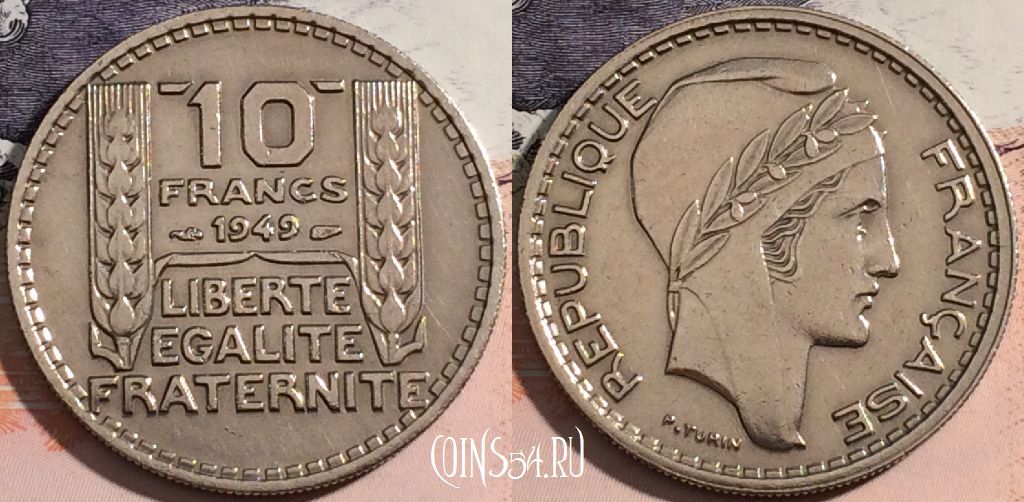 10
FRANCS
1949
LIBERTE
EGALITE
FRATERNITE
REPUBLIQUE FRANÇAISE
P. TURIN
COINS54.RU